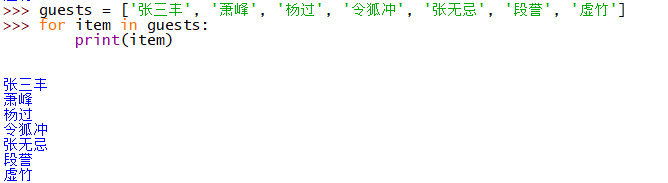 >>> guests = ['张三丰', '萧峰', '杨过', '令狐冲', '张无忌', '段誉', '虚竹']
>>> for item in guests:
        print(item)
张三丰
萧峰
杨过
令狐冲
张无忌
段誉
虚竹